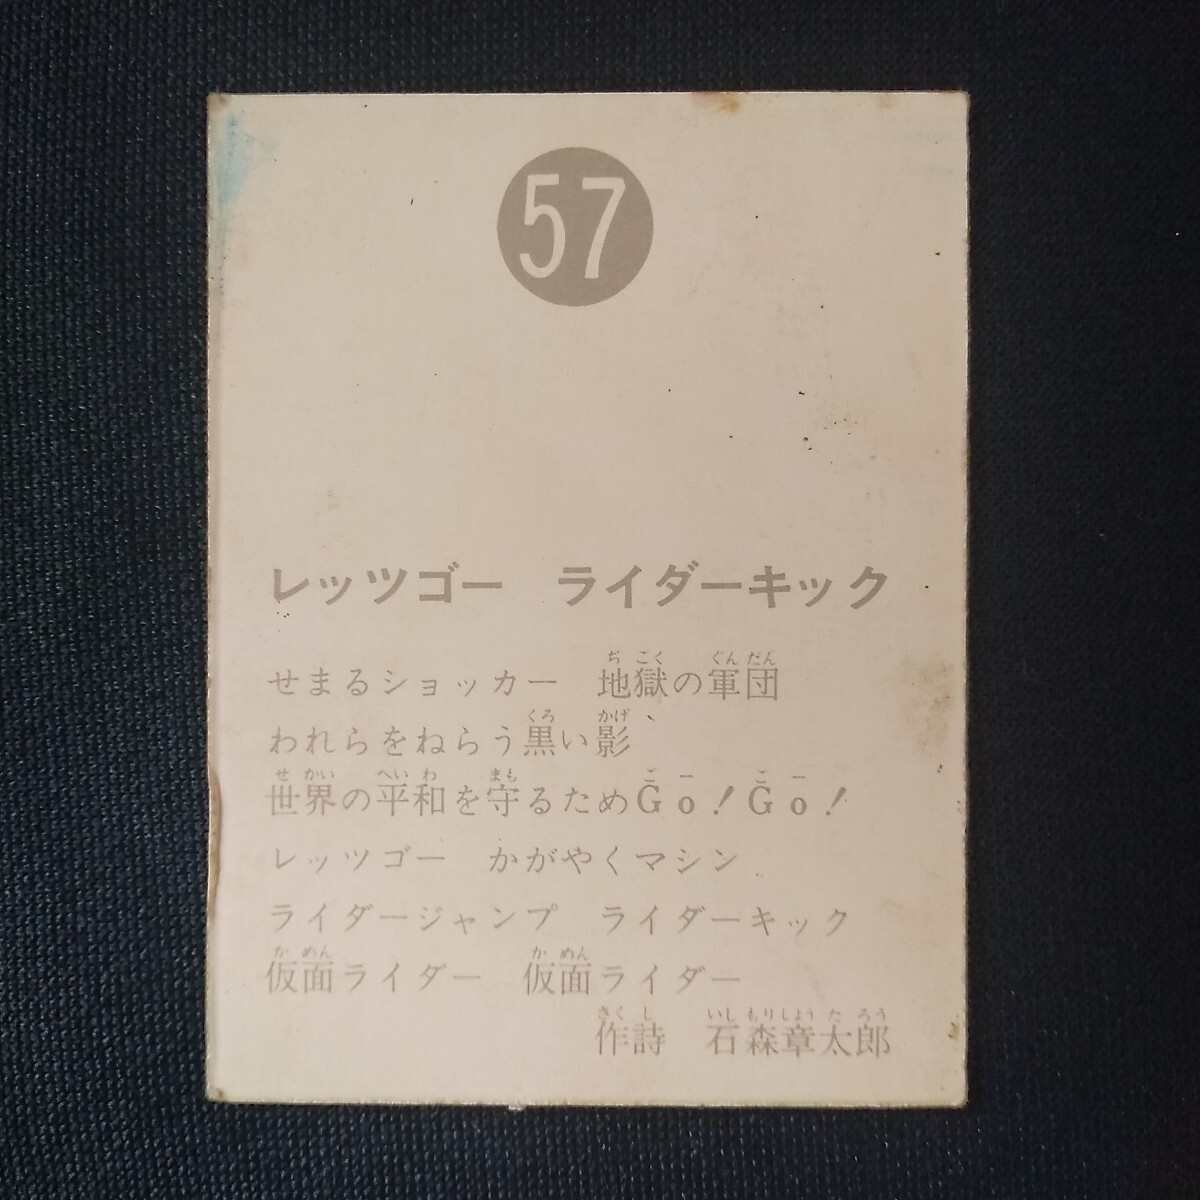 57
レッツゴー　ライダーキック
せまるショッカー　地獄の軍団
われらをねらう黒い影
世界の平和を守るためGo！Go！
レッツゴー　かがやくマシン
ライダージャンプ　ライダーキック
仮面ライダー　仮面ライダー
作詩　石森章太郎